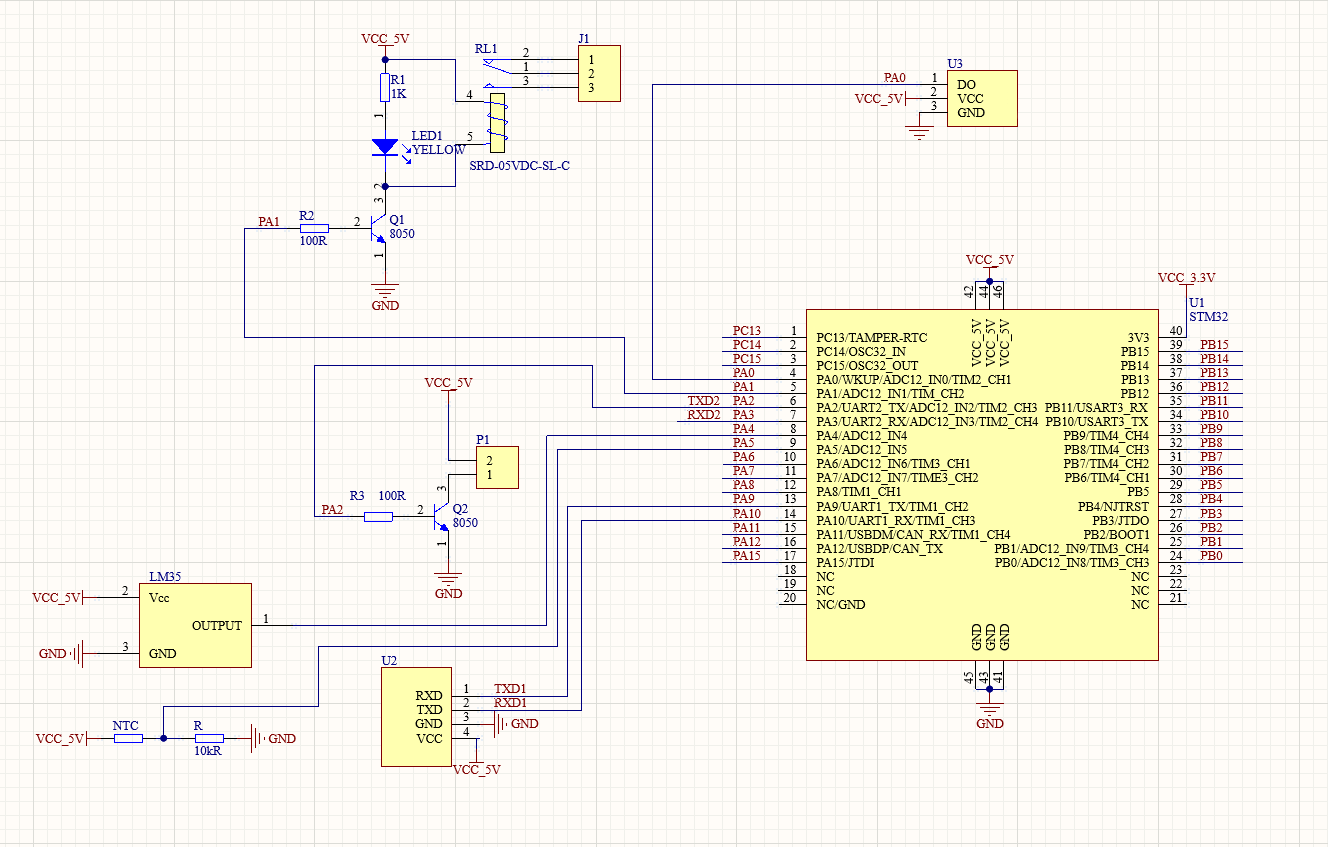 VCC_5V
R1
1K
1
LED1
YELLOW
2
3
Q1
8050
2
1
GND
PA1
R2
100R
RL1
2
1
3
4
5
SRD-05VDC-SL-C
J1
1
2
3
U3
PA0 1 DO
VCC_5V 2 VCC
3 GND
VCC_5V
42 44 46
VCC_5V VCC_5V VCC_5V
VCC_3.3V
U1
STM32
PC13 1 PC13/TAMPER-RTC
PC14 2 PC14/OSC32_IN
PC15 3 PC15/OSC32_OUT
PA0 4 PA0/WKUP/ADC12_IN0/TIM2_CH1
PA1 5 PA1/ADC12_IN1/TIM_CH2
TXD2 PA2 6 PA2/UART2_TX/ADC12_IN2/TIM2_CH3
RXD2 PA3 7 PA3/UART2_RX/ADC12_IN3/TIM2_CH4
PA4 8 PA4/ADC12_IN4
PA5 9 PA5/ADC12_IN5
PA6 10 PA6/ADC12_IN6/TIM3_CH1
PA7 11 PA7/ADC12_IN7/TIME3_CH2
PA8 12 PA8/TIM1_CH1
PA9 13 PA9/UART1_TX/TIM1_CH2
PA10 14 PA10/UART1_RX/TIM1_CH3
PA11 15 PA11/USBDM/CAN_RX/TIM1_CH4
PA12 16 PA12/USBDP/CAN_TX
PA15 17 PA15/JTDI
18 NC
19 NC
20 NC/GND
3V3 40
PB15 39 PB15
PB14 38 PB14
PB13 37 PB13
PB12 36 PB12
PB11/USART3_RX 35 PB11
PB10/USART3_TX 34 PB10
PB9/TIM4_CH4 33 PB9
PB8/TIM4_CH3 32 PB8
PB7/TIM4_CH2 31 PB7
PB6/TIM4_CH1 30 PB6
PB5 29 PB5
PB4/NJTRST 28 PB4
PB3/JTDO 27 PB3
PB2/BOOT1 26 PB2
PB1/ADC12_IN9/TIM3_CH4 25 PB1
PB0/ADC12_IN8/TIM3_CH3 24 PB0
NC 23
NC 22
NC 21
GND GND GND
45 43 41
GND
VCC_5V
P1
2
1
3
Q2
8050
2
1
GND
PA2
R3 100R
LM35
VCC_5V 2 Vcc
OUTPUT 1
GND 3 GND
VCC_5V
NTC
R
10kR
GND
U2
RXD 1 TXD1
TXD 2 RXD1
GND 3 GND
VCC 4
VCC_5V